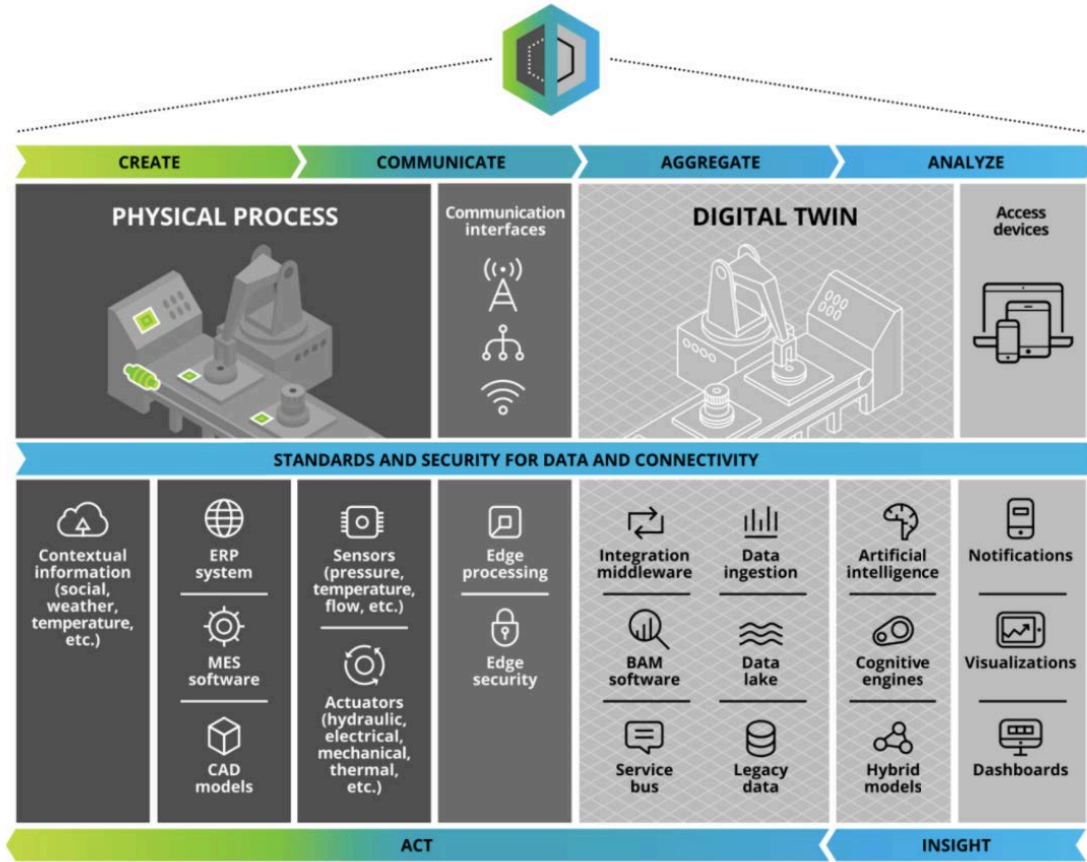 CREATE
COMMUNICATE
AGGREGATE
ANALYZE
PHYSICAL PROCESS
Communication
interfaces
DIGITAL TWIN
Access
devices
STANDARDS AND SECURITY FOR DATA AND CONNECTIVITY
Contextual
information
(social,
weather,
temperature,
etc.)
ERP
system
MES
software
CAD
models
Sensors
(pressure,
temperature,
flow, etc.)
Actuators
(hydraulic,
electrical,
mechanical,
thermal,
etc.)
Edge
processing
Edge
security
Integration
middleware
Data
ingestion
BAM
software
Data
lake
Service
bus
Legacy
data
Artificial
intelligence
Cognitive
engines
Hybrid
models
Notifications
Visualizations
Dashboards
ACT
INSIGHT